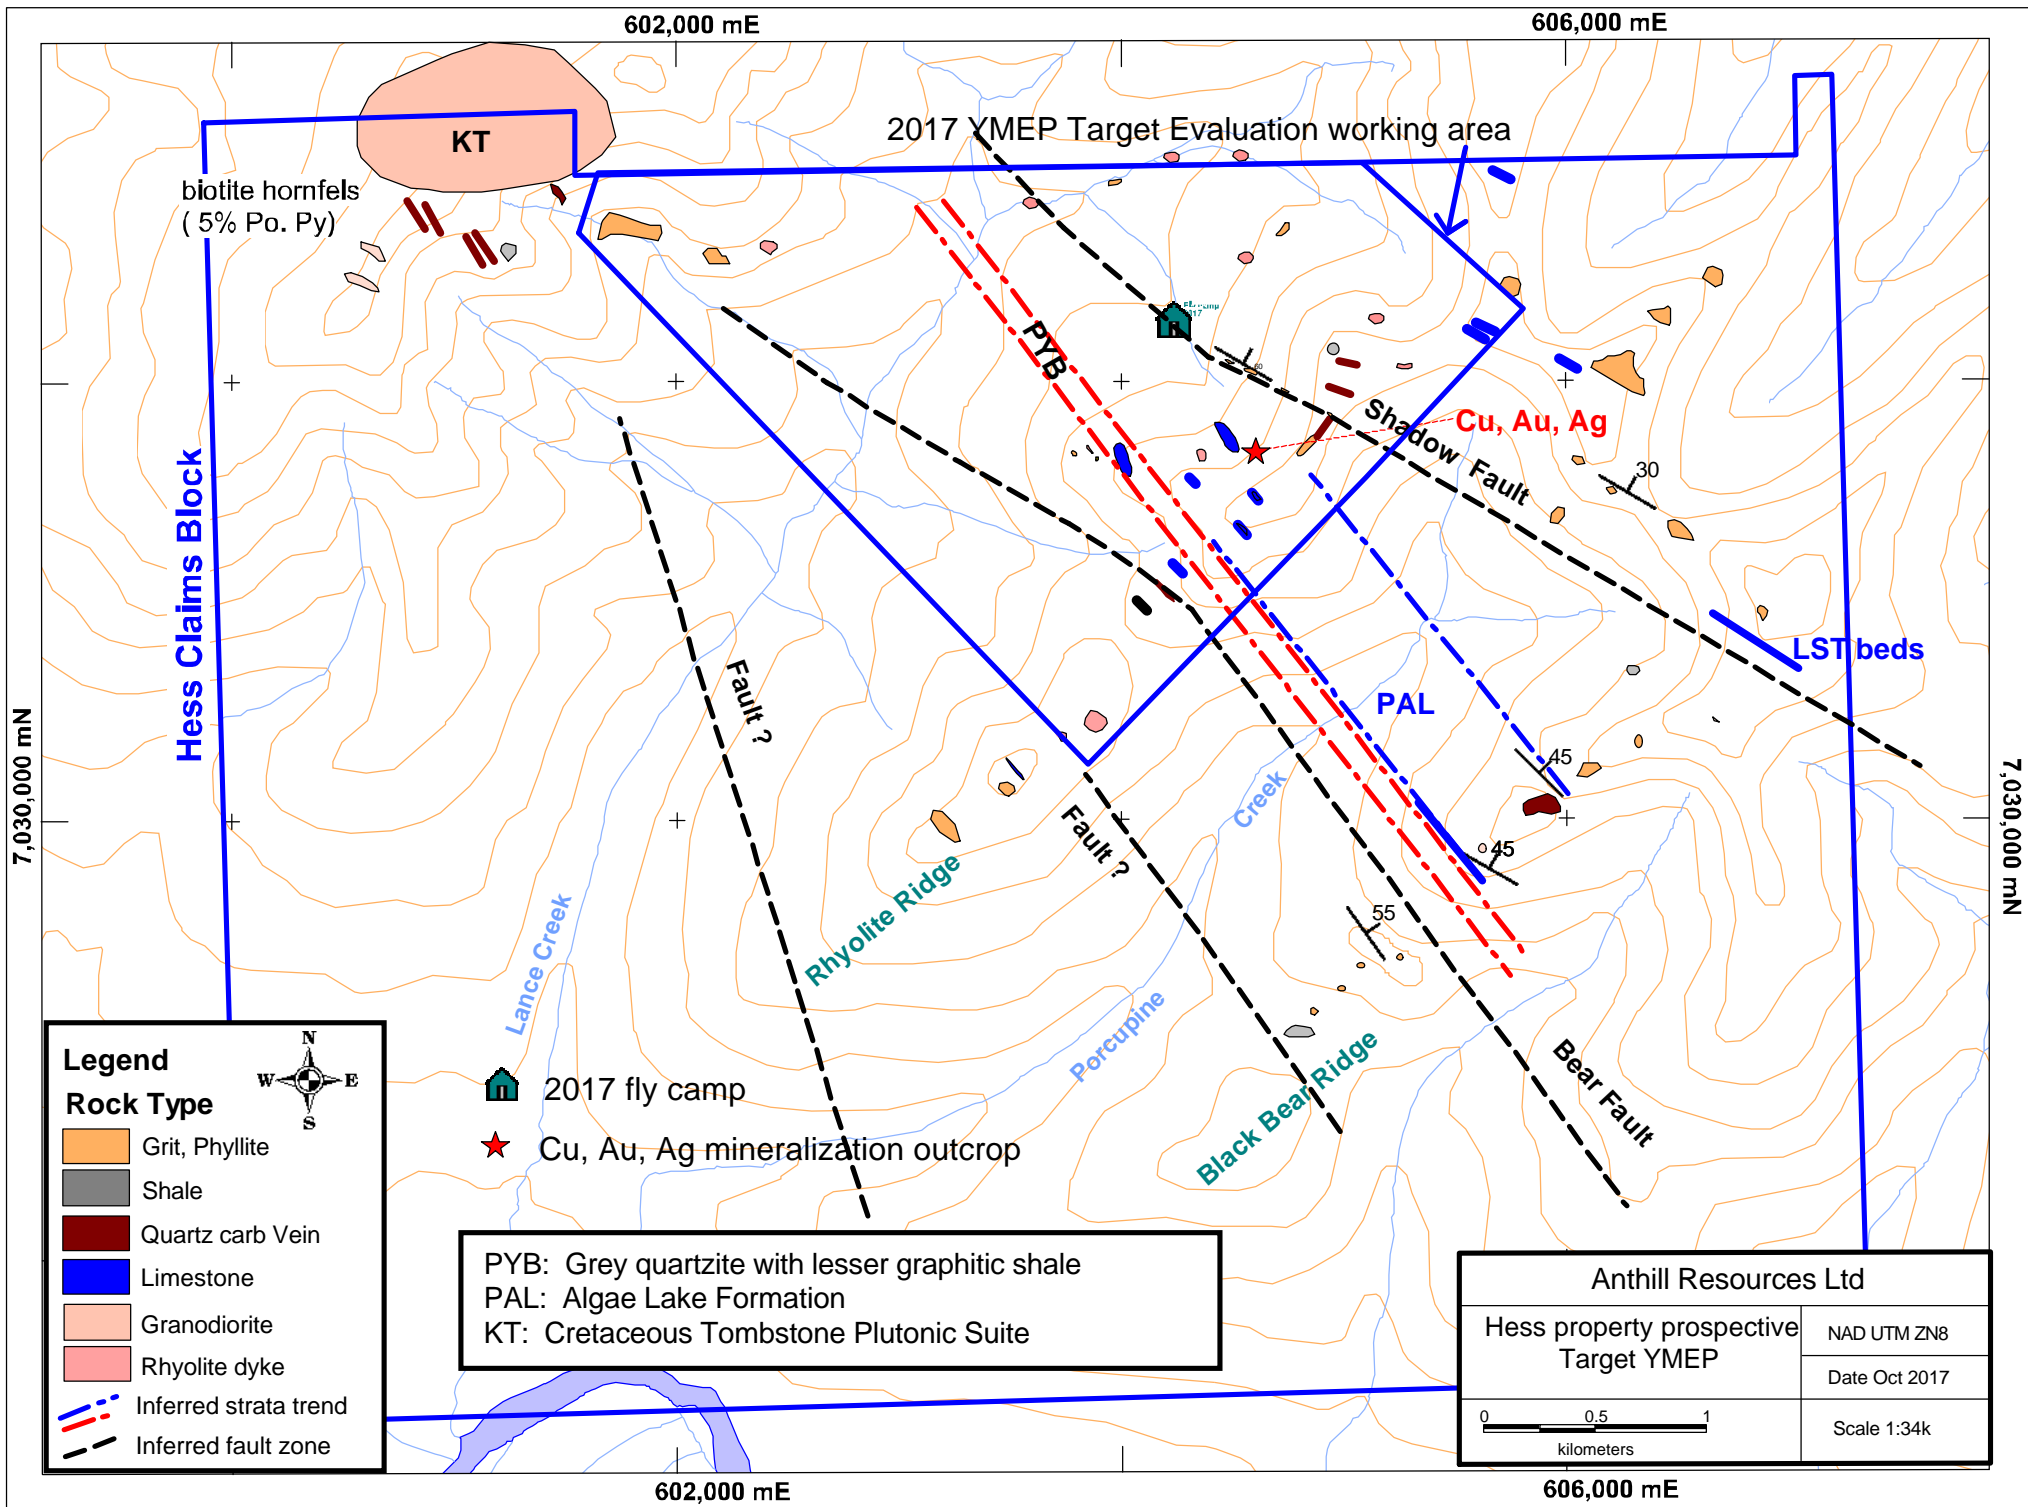 602,000 mE
606,000 mE
2017 YMEP Target Evaluation working area
KT
biotite hornfels
( 5% Po. Py)
PYB
60
Shadow Fault
Cu, Au, Ag
30
Hess Claims Block
LST beds
Fault ?
PAL
45
7,030,000 mN
7,030,000 mN
Creek
Fault ?
45
Rhyolite Ridge
55
Lance Creek
Porcupine
Black Bear Ridge
Bear Fault
Legend
N
W
E
S
Rock Type
Grit, Phyllite
Shale
Quartz carb Vein
Limestone
Granodiorite
Rhyolite dyke
Inferred strata trend
Inferred fault zone
2017 fly camp
Cu, Au, Ag mineralization outcrop
PYB: Grey quartzite with lesser graphitic shale
PAL: Algae Lake Formation
KT: Cretaceous Tombstone Plutonic Suite
Anthill Resources Ltd
Hess property prospective
Target YMEP
NAD UTM ZN8
Date Oct 2017
0 0.5 1
kilometers
Scale 1:34k
602,000 mE
606,000 mE